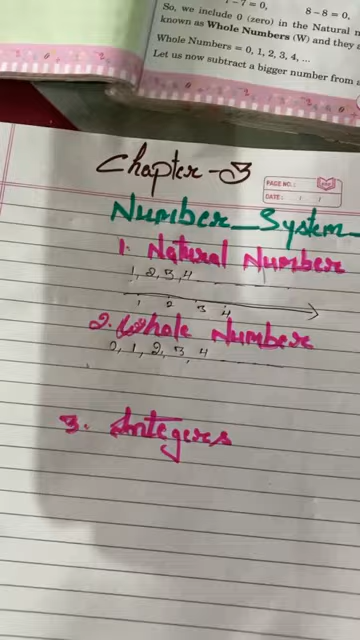 – 7 = 0, 8 – 8 = 0,
So, we include 0 (zero) in the Natural
known as Whole Numbers (W) and they
Whole Numbers = 0, 1, 2, 3, 4, ...
Let us now subtract a bigger number from
Chapter-3
PAGE NO.:
DATE: / /
Number_System_
1. Natural Number
1, 2, 3, 4
1 2 3 4
2. Whole Number
0, 1, 2, 3, 4
3. Integers